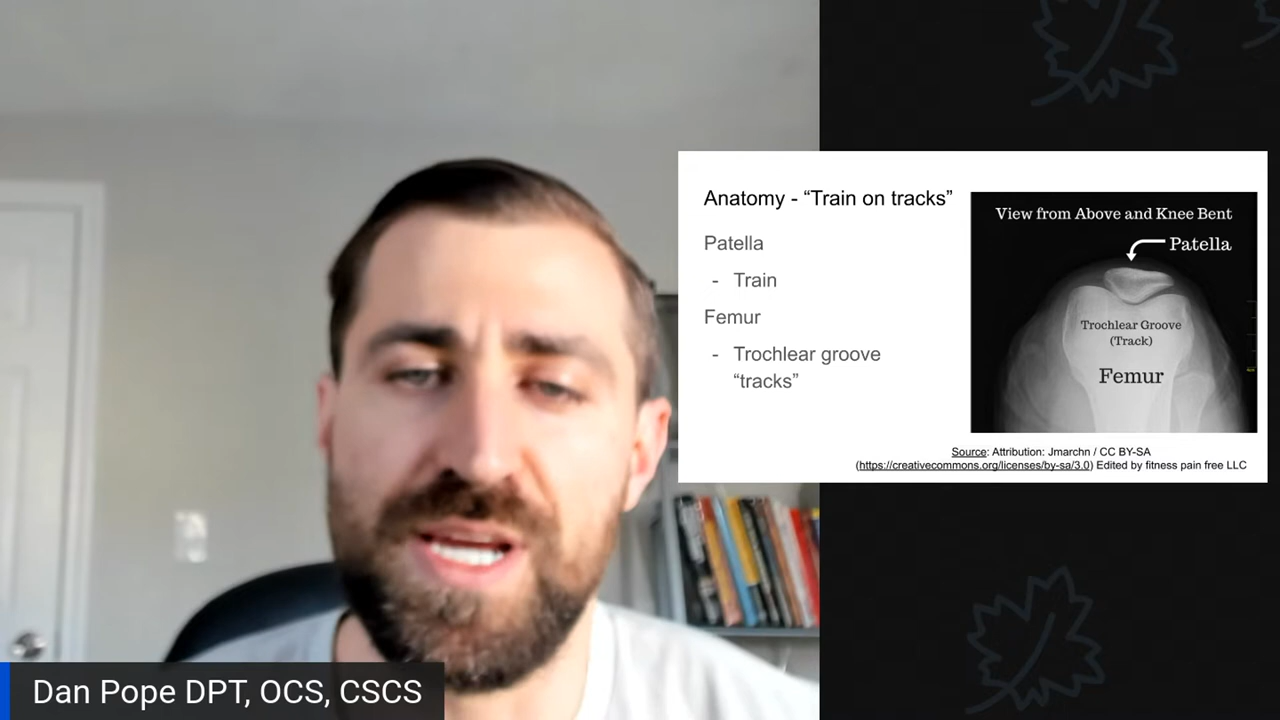 Anatomy - “Train on tracks”
Patella
- Train
Femur
- Trochlear groove
“tracks”
View from Above and Knee Bent
Patella
Trochlear Groove
(Track)
Femur
Source: Attribution: Jmarchn / CC BY-SA
(https://creativecommons.org/licenses/by-sa/3.0) Edited by fitness pain free LLC
Dan Pope DPT, OCS, CSCS